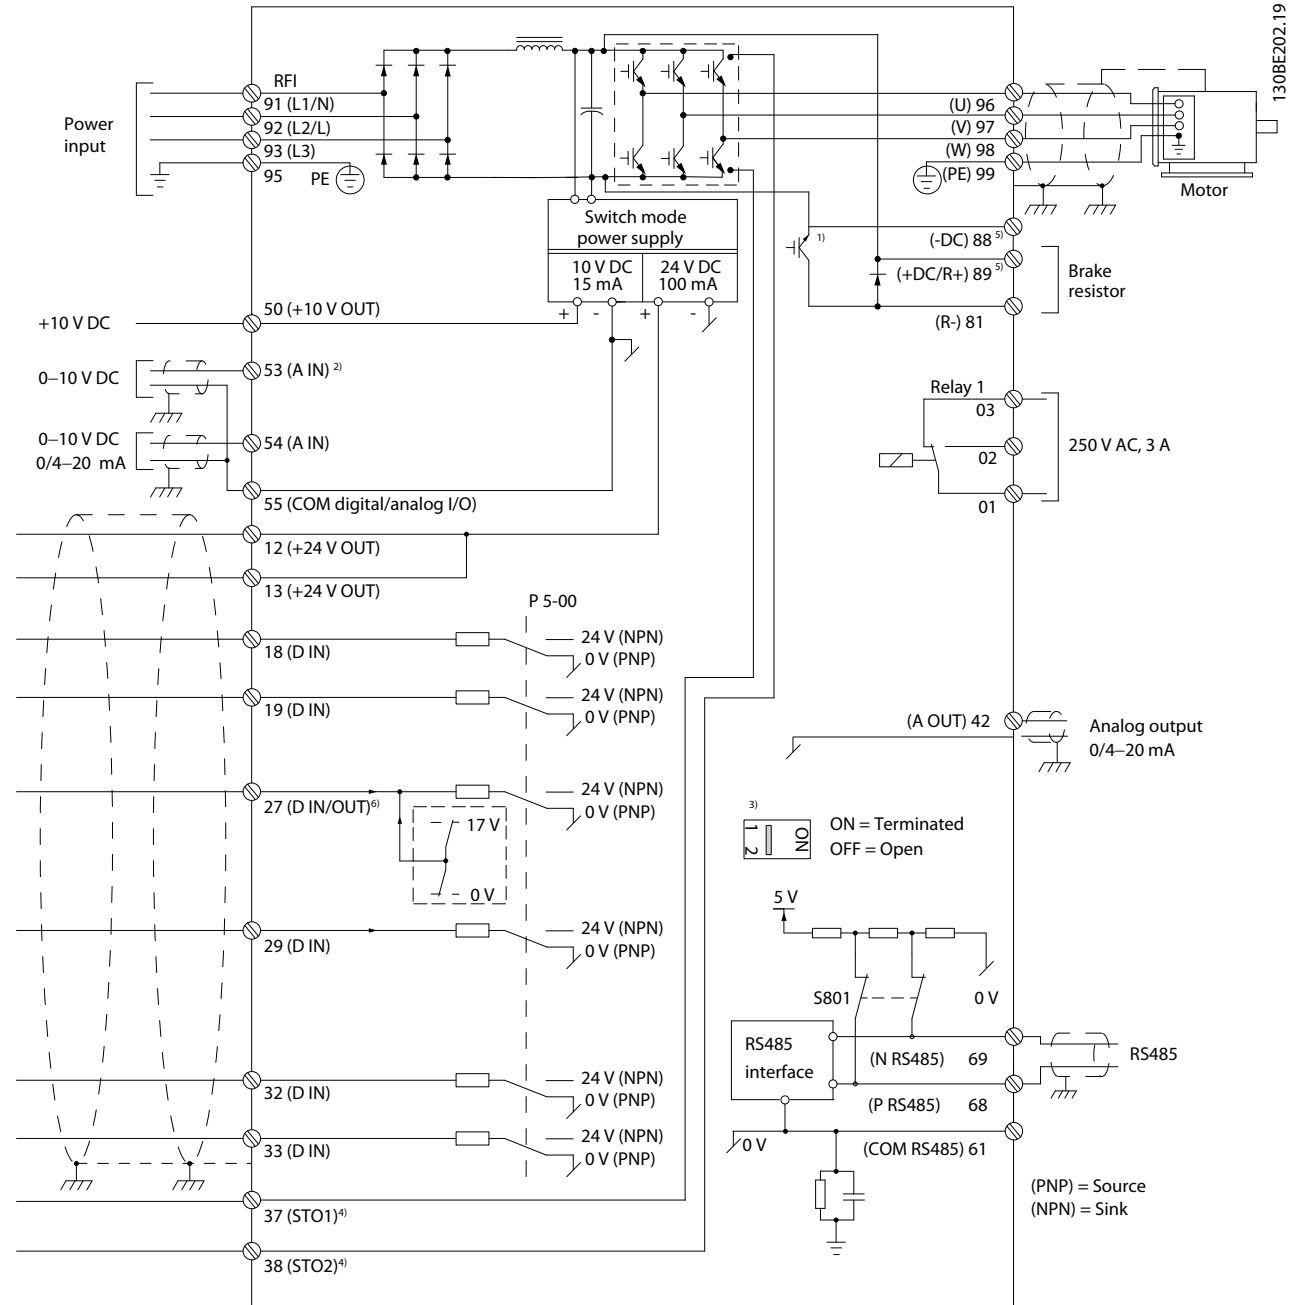 130BE202.19
RFI
91 (L1/N)
92 (L2/L)
93 (L3)
95
PE
Power
input
(U) 96
(V) 97
(W) 98
(PE) 99
Motor
Switch mode
power supply
10 V DC
15 mA
24 V DC
100 mA
+ - + -
1)
(-DC) 88 5)
(+DC/R+) 89 5)
(R-) 81
Brake
resistor
+10 V DC
50 (+10 V OUT)
0–10 V DC
53 (A IN) 2)
0–10 V DC
0/4–20 mA
54 (A IN)
55 (COM digital/analog I/O)
Relay 1
03
02
01
250 V AC, 3 A
12 (+24 V OUT)
13 (+24 V OUT)
P 5-00
18 (D IN)
24 V (NPN)
0 V (PNP)
19 (D IN)
24 V (NPN)
0 V (PNP)
27 (D IN/OUT)6)
24 V (NPN)
0 V (PNP)
17 V
0 V
29 (D IN)
24 V (NPN)
0 V (PNP)
32 (D IN)
24 V (NPN)
0 V (PNP)
33 (D IN)
24 V (NPN)
0 V (PNP)
37 (STO1)4)
38 (STO2)4)
(A OUT) 42
Analog output
0/4–20 mA
3)
1 2 ON
ON = Terminated
OFF = Open
5 V
S801
0 V
RS485
interface
(N RS485) 69
(P RS485) 68
RS485
0 V
(COM RS485) 61
(PNP) = Source
(NPN) = Sink